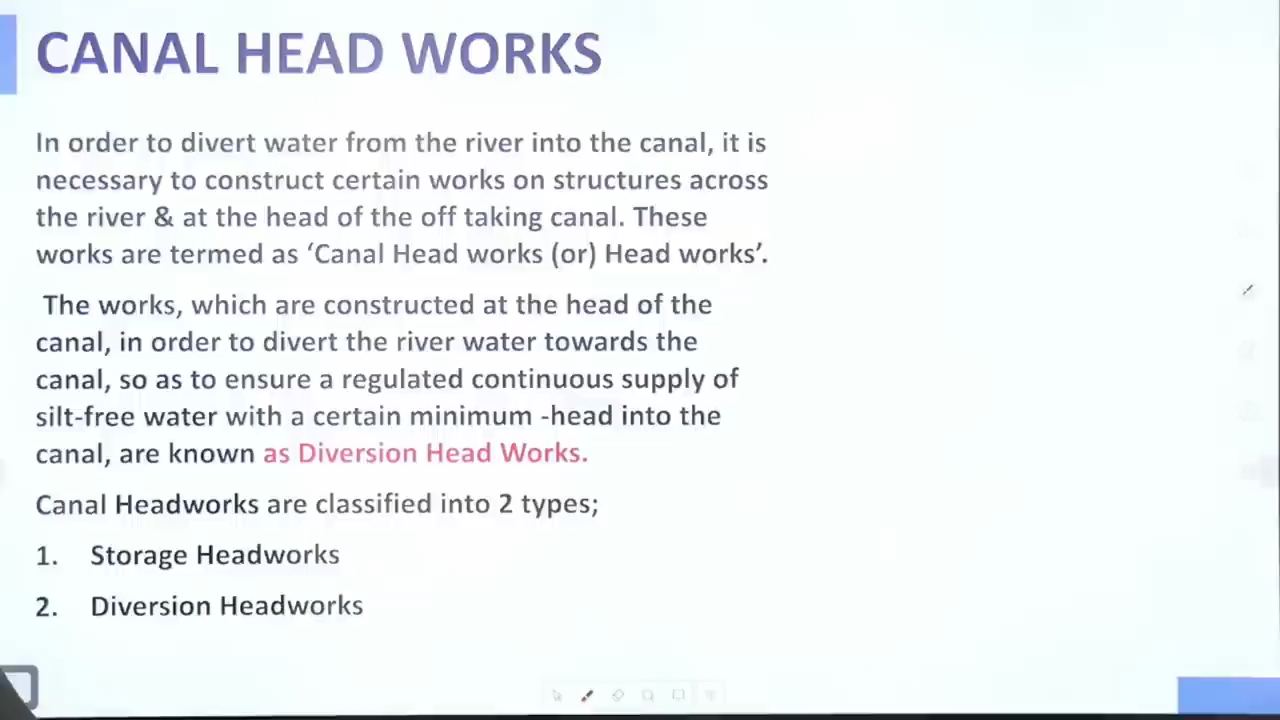 CANAL HEAD WORKS
In order to divert water from the river into the canal, it is
necessary to construct certain works on structures across
the river & at the head of the off taking canal. These
works are termed as ‘Canal Head works (or) Head works’.
The works, which are constructed at the head of the
canal, in order to divert the river water towards the
canal, so as to ensure a regulated continuous supply of
silt-free water with a certain minimum -head into the
canal, are known as Diversion Head Works.
Canal Headworks are classified into 2 types;
1. Storage Headworks
2. Diversion Headworks